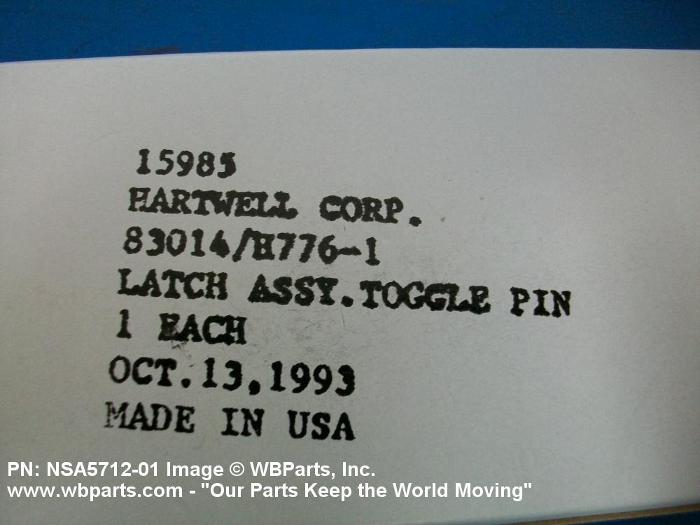 15985
HARTWELL CORP.
83014/H776-1
LATCH ASSY.TOGGLE PIN
1 EACH
OCT.13,1993
MADE IN USA
PN: NSA5712-01 Image © WBParts, Inc.
www.wbparts.com - "Our Parts Keep the World Moving"